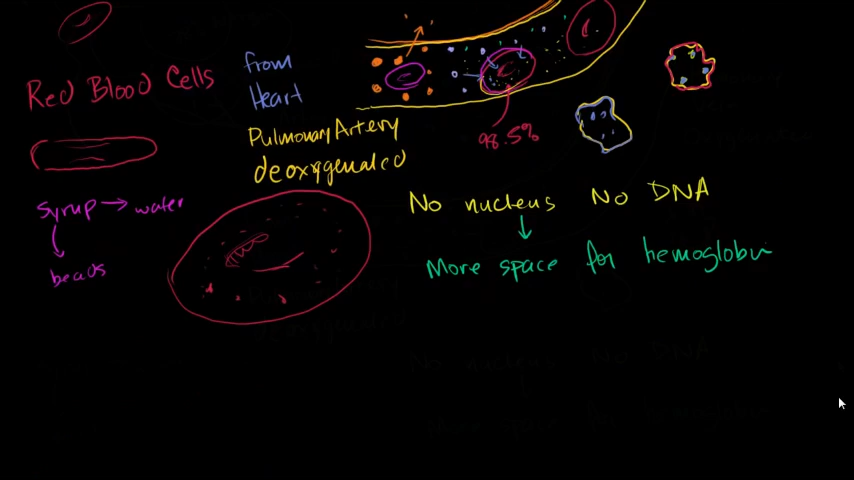 Red Blood Cells
from
Heart
Pulmonary Artery
deoxygenated
98.5%
syrup → water
beads
No nucleus No DNA
More space for hemoglobin